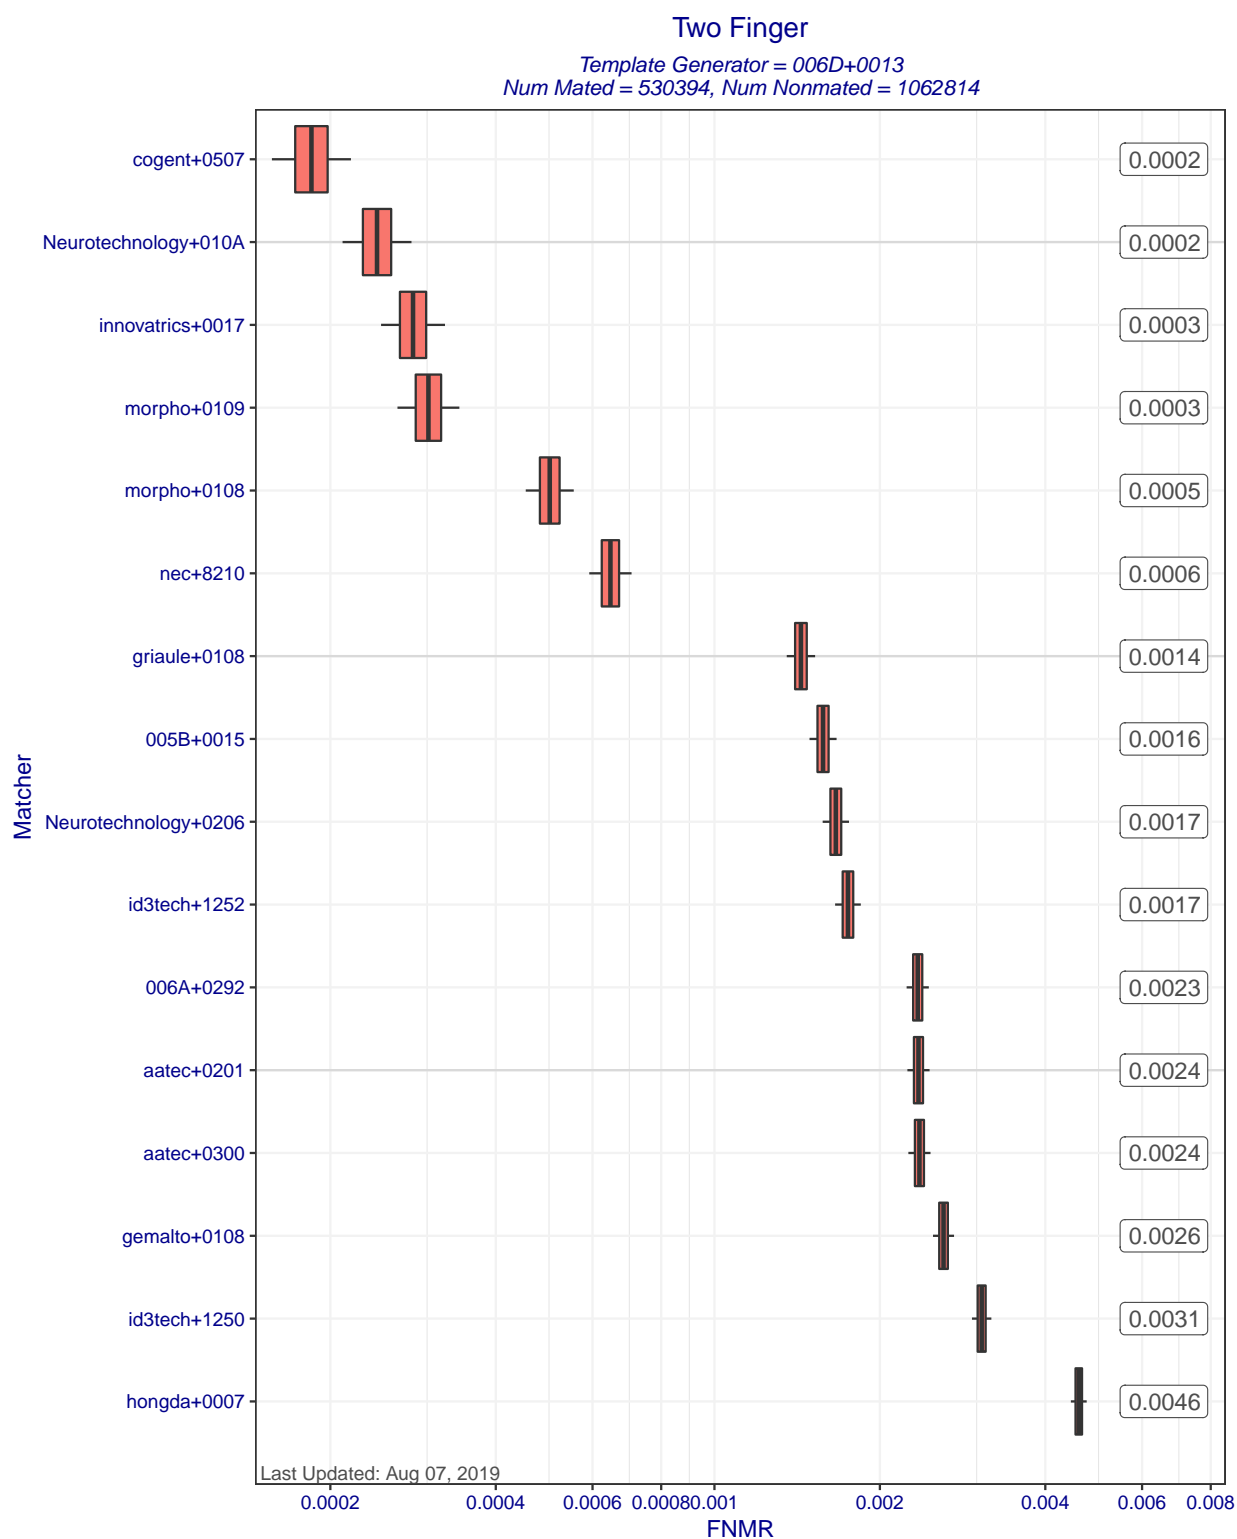 Two Finger
Template Generator = 006D+0013
Num Mated = 530394, Num Nonmated = 1062814
cogent+0507 0.0002
Neurotechnology+010A 0.0002
innovatrics+0017 0.0003
morpho+0109 0.0003
morpho+0108 0.0005
nec+8210 0.0006
griaule+0108 0.0014
005B+0015 0.0016
Matcher
Neurotechnology+0206 0.0017
id3tech+1252 0.0017
006A+0292 0.0023
aatec+0201 0.0024
aatec+0300 0.0024
gemalto+0108 0.0026
id3tech+1250 0.0031
hongda+0007 0.0046
Last Updated: Aug 07, 2019
0.0002 0.0004 0.0006 0.0008 0.001 0.002 0.004 0.006 0.008
FNMR